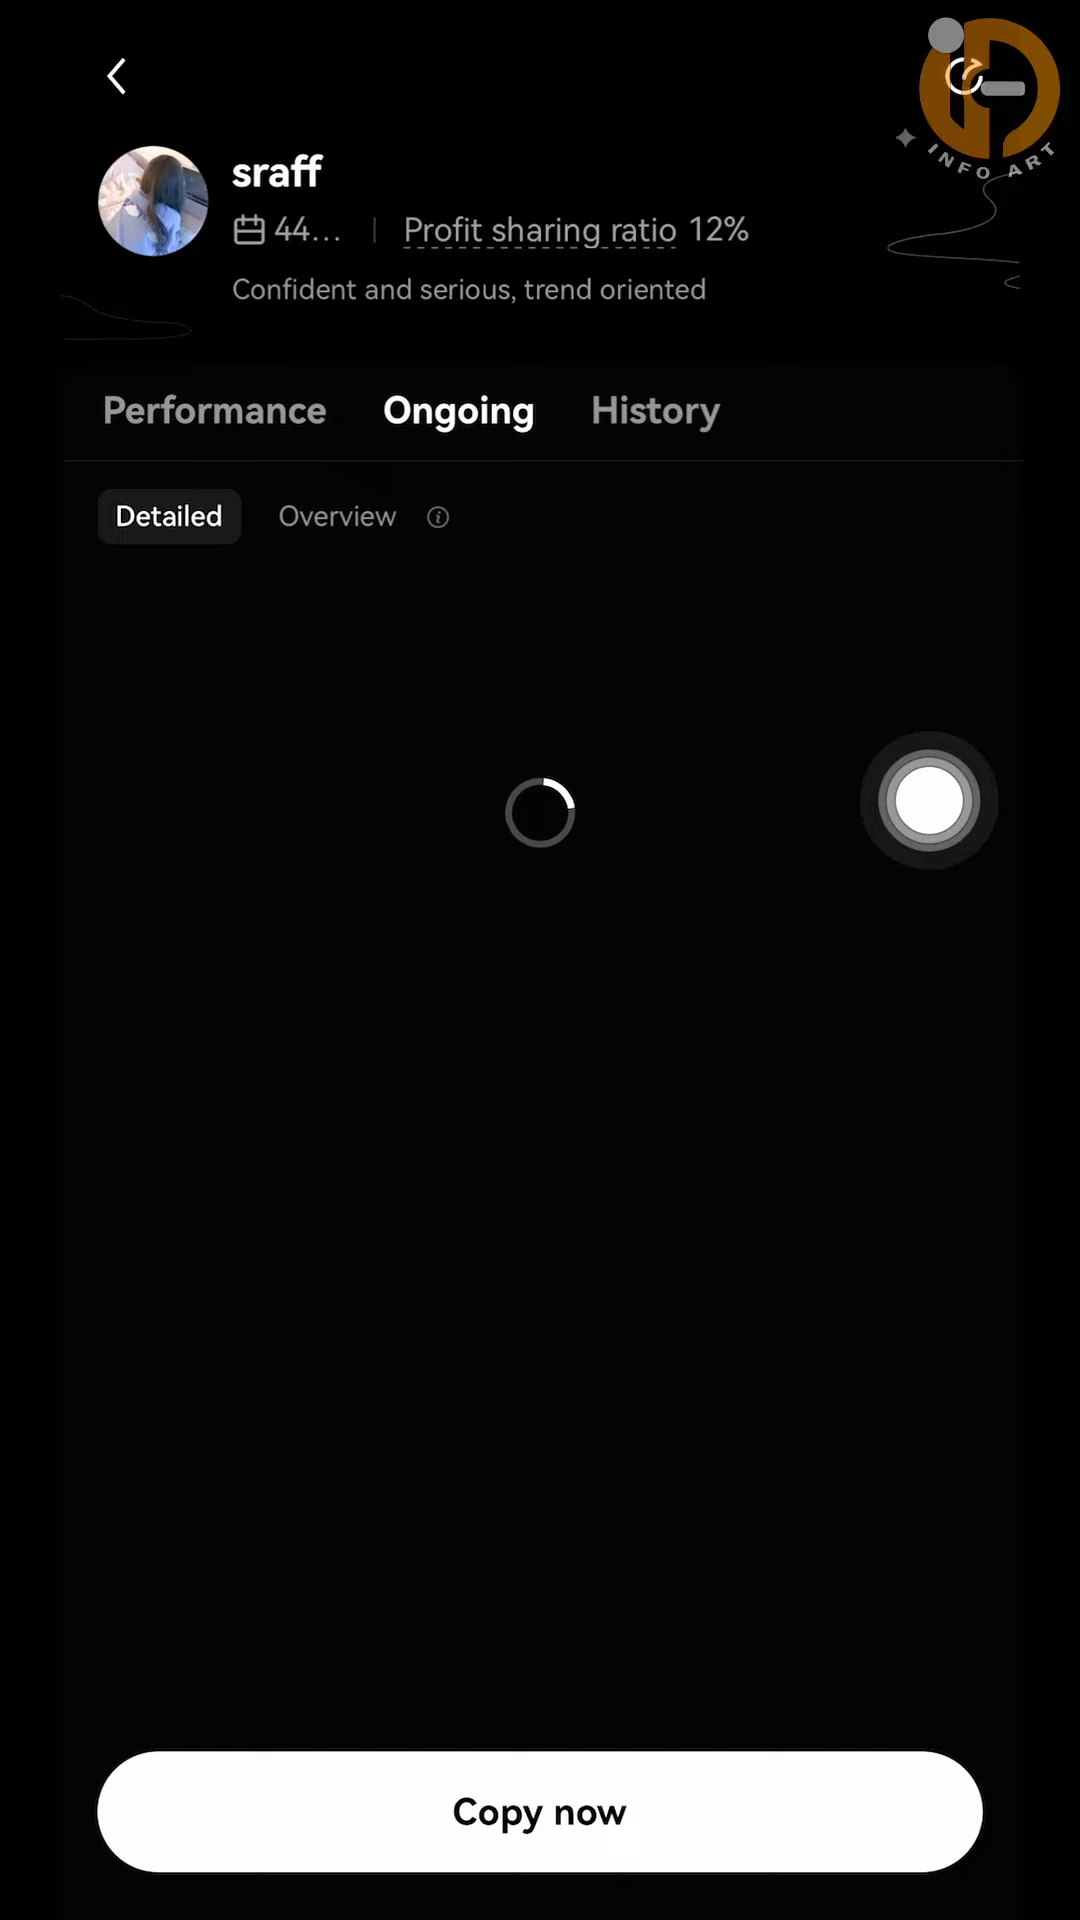 INFO ART
sraff
44... Profit sharing ratio 12%
Confident and serious, trend oriented
Performance Ongoing History
Detailed Overview
Copy now